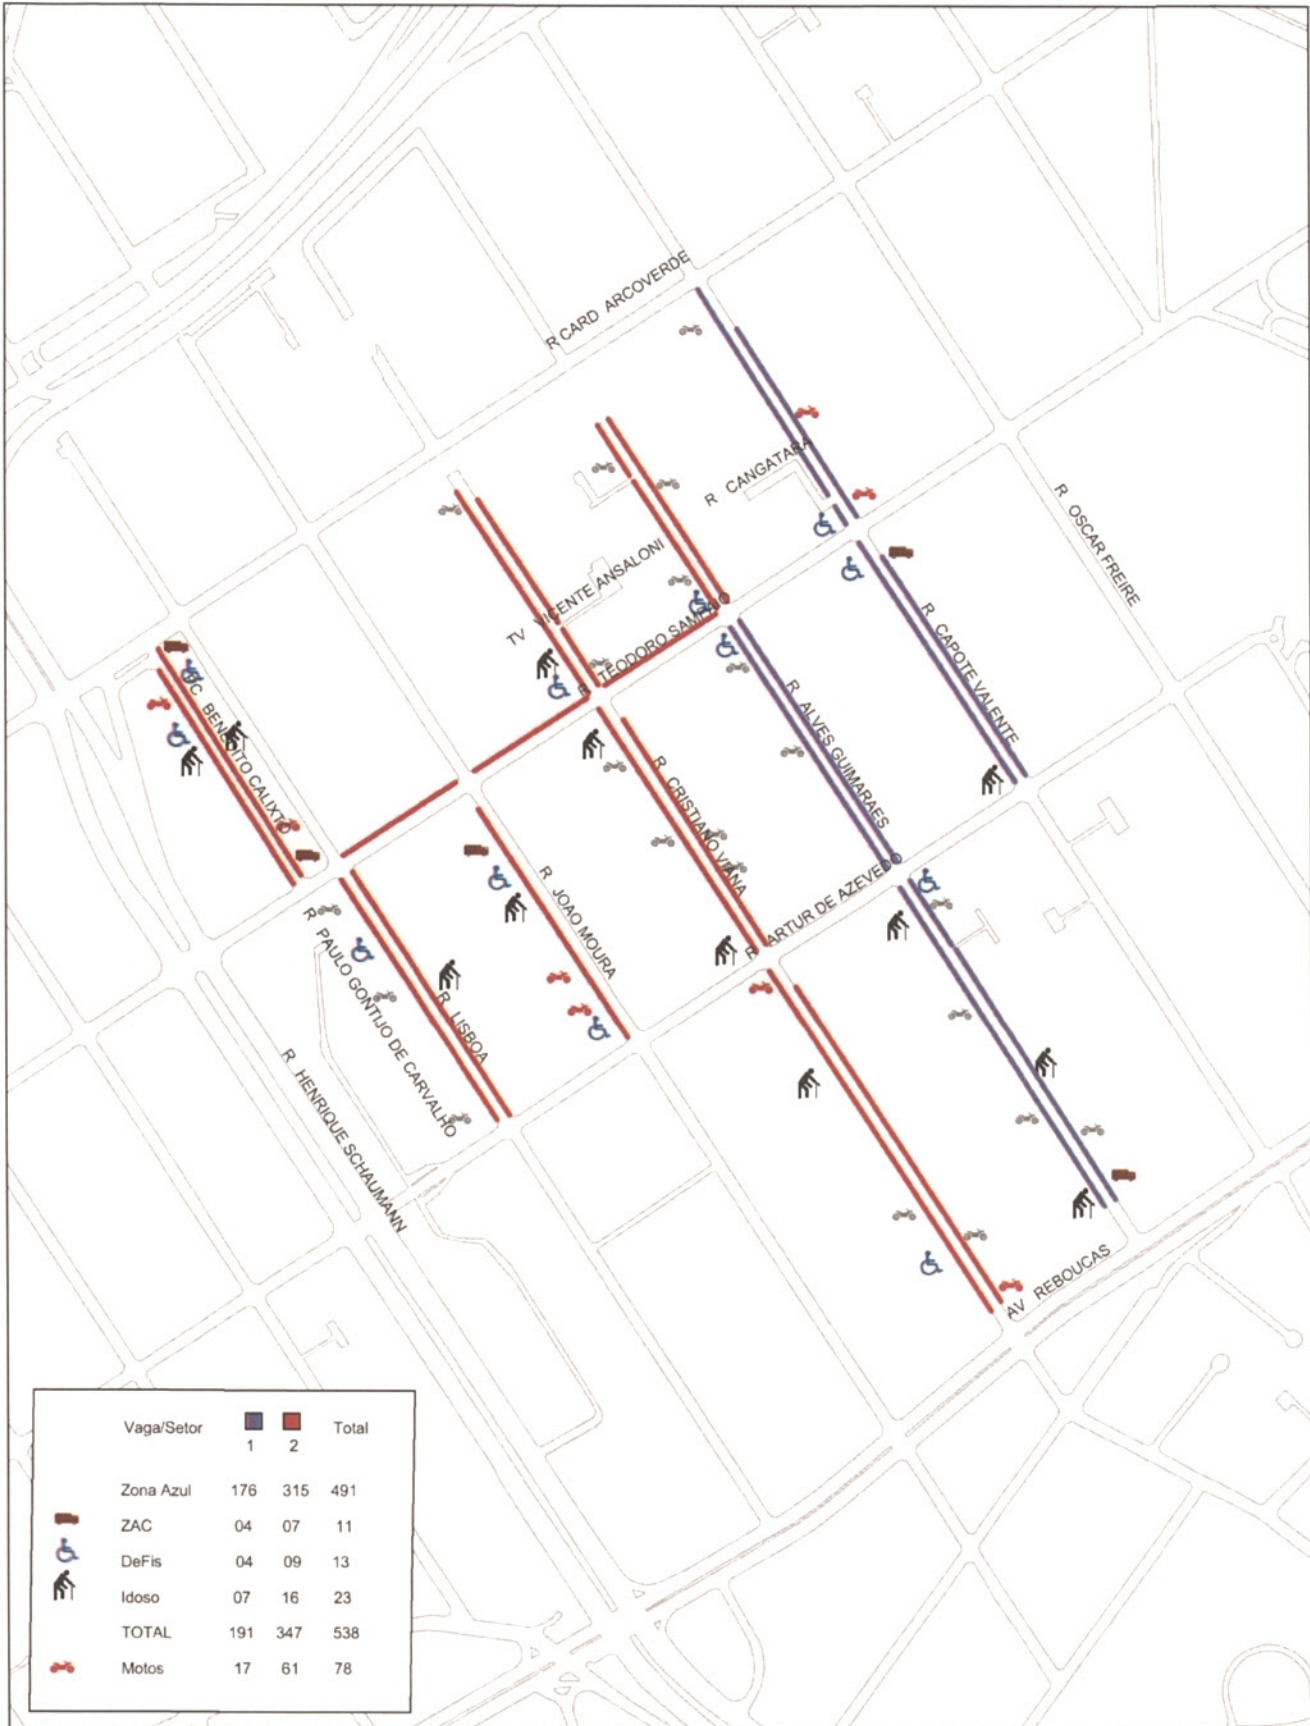 R CARD ARCOVERDE
R CANGATARA
R OSCAR FREIRE
TV VICENTE ANSALONI
R TEODORO SAMPAIO
R CAPOTE VALENTE
R ALVES GUIMARAES
BENEDITO CALIXTO
R CRISTIANO VIANA
R ARTUR DE AZEVEDO
R JOAO MOURA
R PAULO GONTIJO DE CARVALHO
R LISBOA
R HENRIQUE SCHAUMANN
AV REBOUCAS
Vaga/Setor 1 2 Total
Zona Azul 176 315 491
ZAC 04 07 11
DeFis 04 09 13
Idoso 07 16 23
TOTAL 191 347 538
Motos 17 61 78